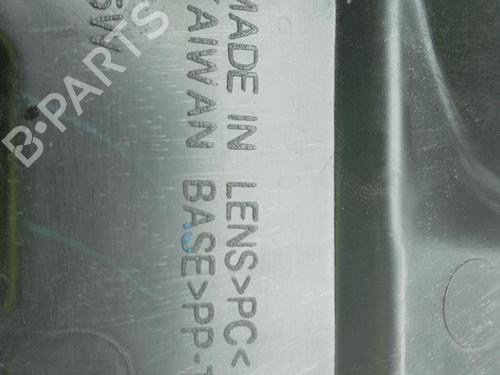 MADE IN LENS>PC<
TAIWAN BASE>PP-
B-PARTS